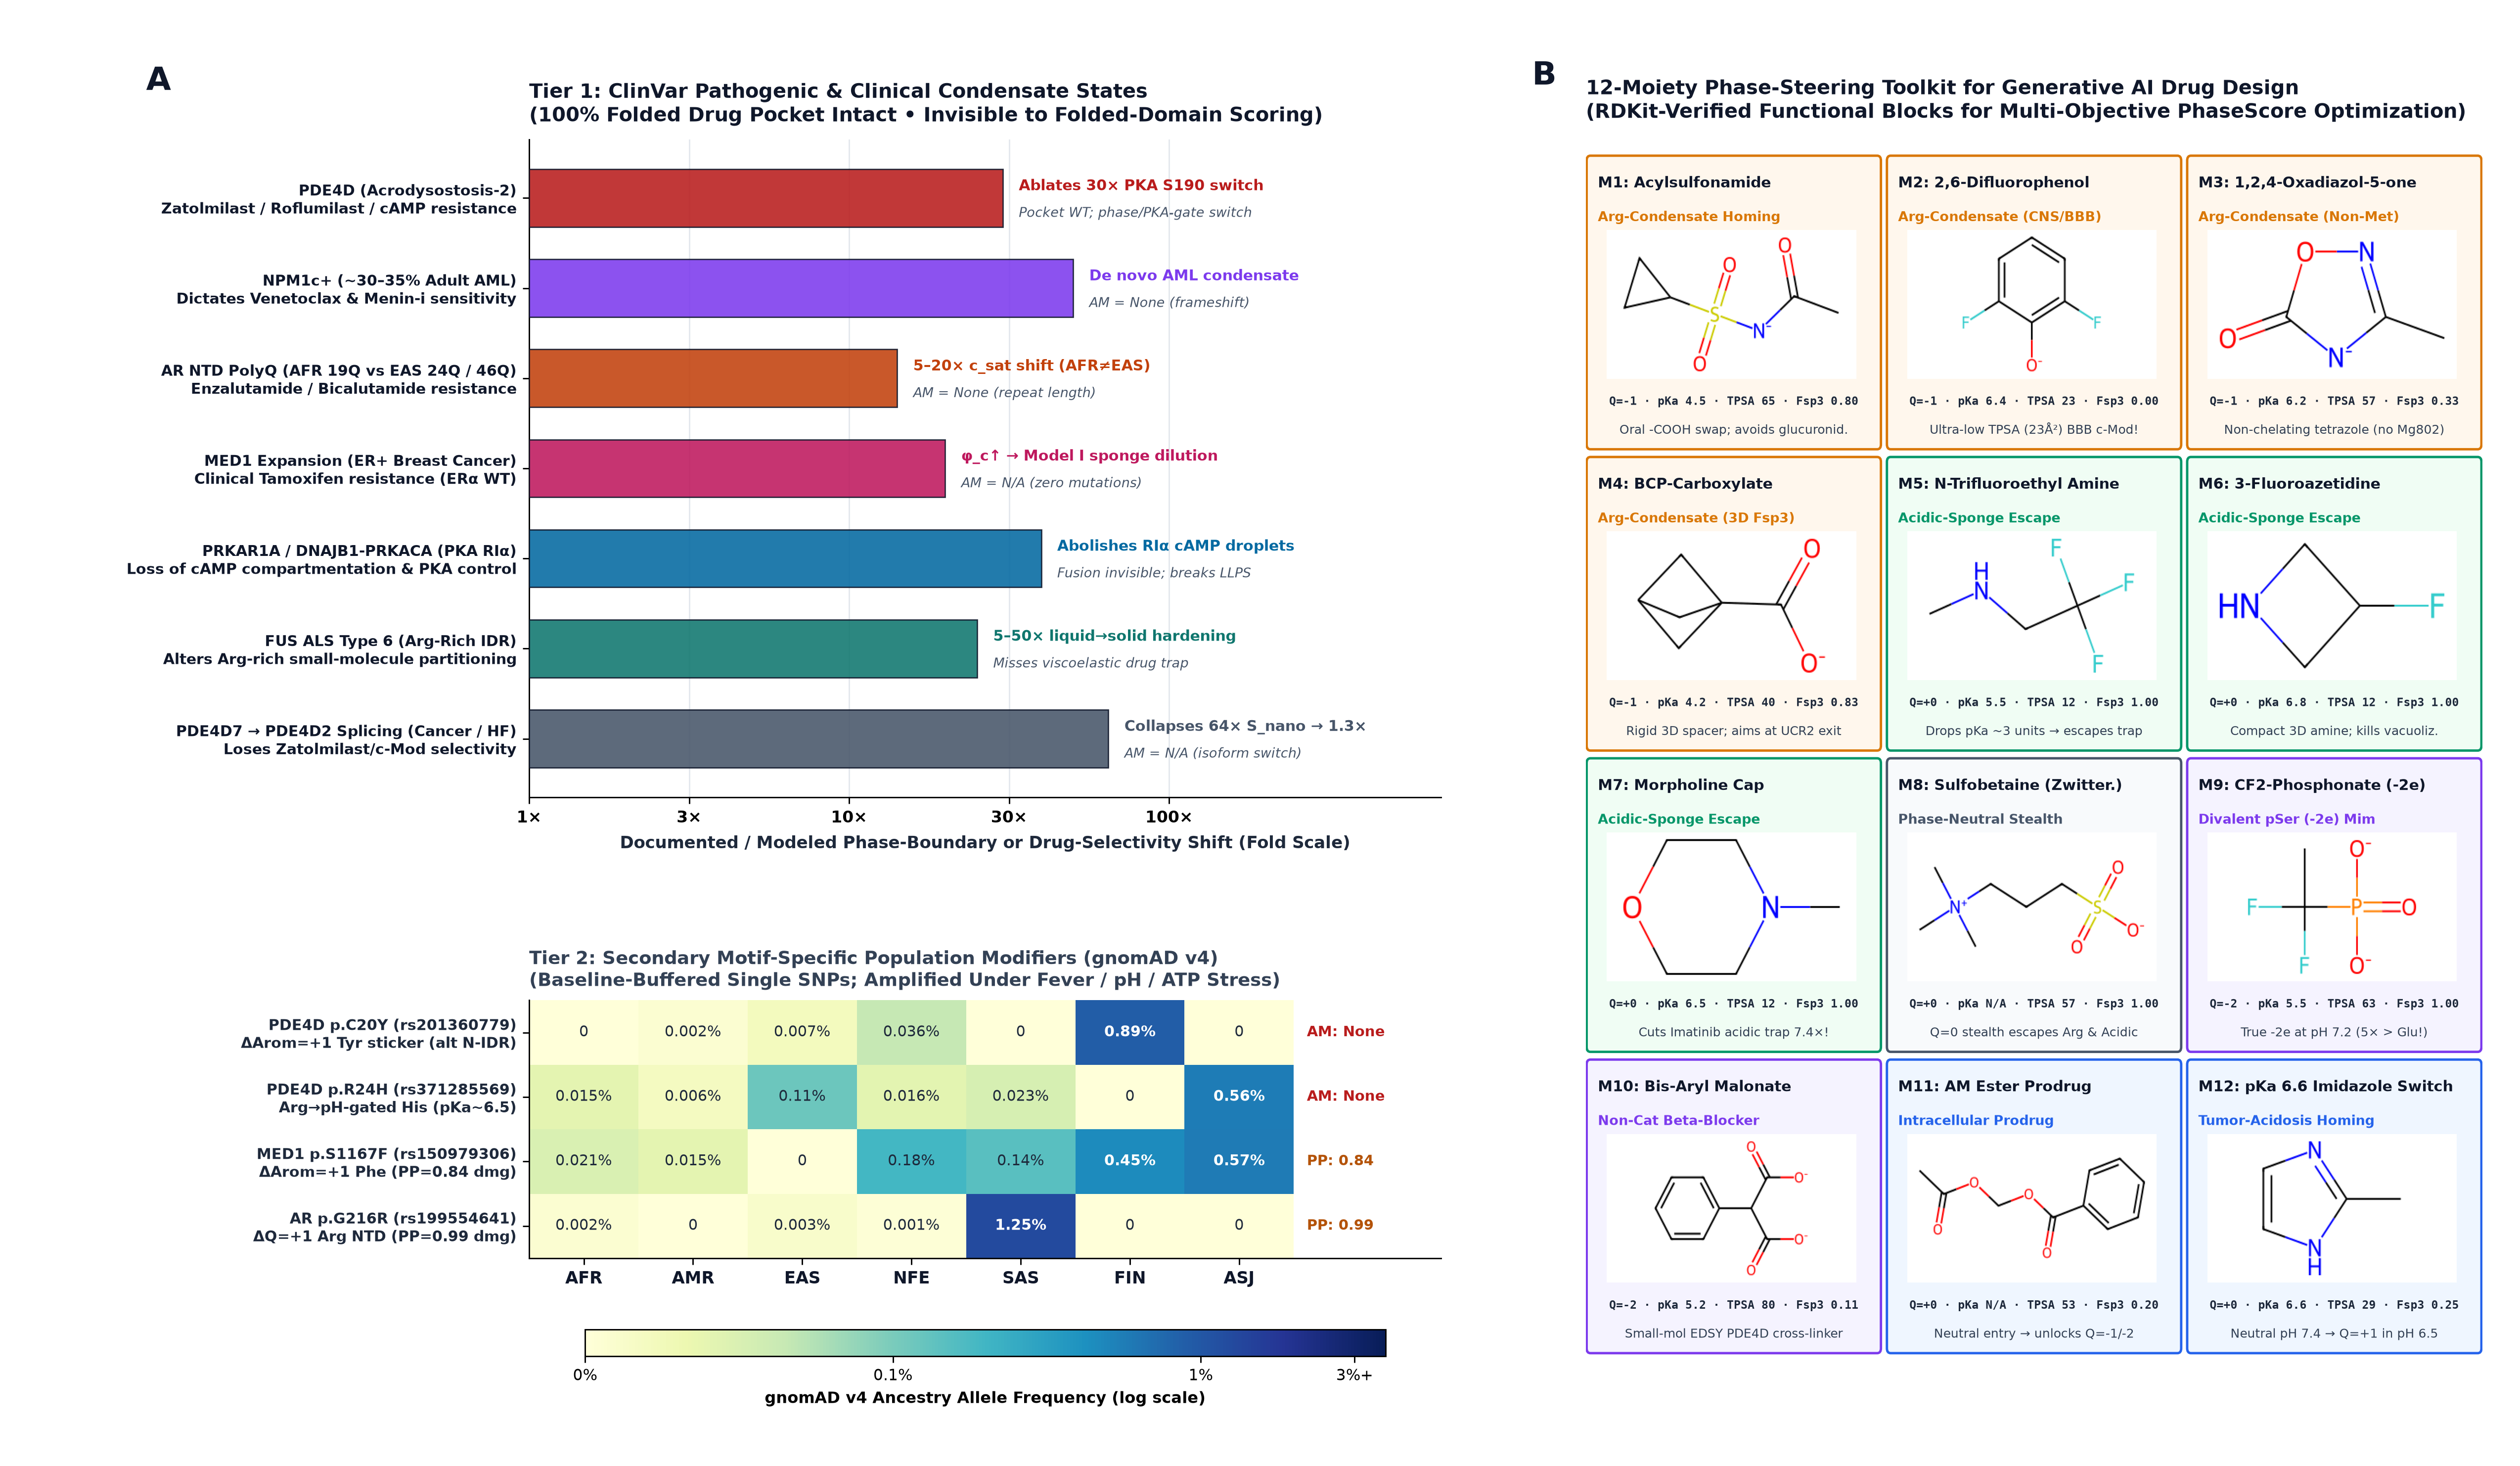 A
Tier 1: ClinVar Pathogenic & Clinical Condensate States
(100% Folded Drug Pocket Intact • Invisible to Folded-Domain Scoring)
PDE4D (Acrodysostosis-2)
Zatolmilast / Roflumilast / cAMP resistance
Ablates 30× PKA S190 switch
Pocket WT; phase/PKA-gate switch
NPM1c+ (~30–35% Adult AML)
Dictates Venetoclax & Menin-i sensitivity
De novo AML condensate
AM = None (frameshift)
AR NTD PolyQ (AFR 19Q vs EAS 24Q / 46Q)
Enzalutamide / Bicalutamide resistance
5–20× c_sat shift (AFR≠EAS)
AM = None (repeat length)
MED1 Expansion (ER+ Breast Cancer)
Clinical Tamoxifen resistance (ERα WT)
φ_c↑ → Model I sponge dilution
AM = N/A (zero mutations)
PRKAR1A / DNAJB1-PRKACA (PKA RIα)
Loss of cAMP compartmentation & PKA control
Abolishes RIα cAMP droplets
Fusion invisible; breaks LLPS
FUS ALS Type 6 (Arg-Rich IDR)
Alters Arg-rich small-molecule partitioning
5–50× liquid→solid hardening
Misses viscoelastic drug trap
PDE4D7 → PDE4D2 Splicing (Cancer / HF)
Loses Zatolmilast/c-Mod selectivity
Collapses 64× S_nano → 1.3×
AM = N/A (isoform switch)
1× 3× 10× 30× 100×
Documented / Modeled Phase-Boundary or Drug-Selectivity Shift (Fold Scale)
Tier 2: Secondary Motif-Specific Population Modifiers (gnomAD v4)
(Baseline-Buffered Single SNPs; Amplified Under Fever / pH / ATP Stress)
PDE4D p.C20Y (rs201360779)
ΔArom=+1 Tyr sticker (alt N-IDR)
0 0.002% 0.007% 0.036% 0 0.89% 0 AM: None
PDE4D p.R24H (rs371285569)
Arg→pH-gated His (pKa~6.5)
0.015% 0.006% 0.11% 0.016% 0.023% 0 0.56% AM: None
MED1 p.S1167F (rs150979306)
ΔArom=+1 Phe (PP=0.84 dmg)
0.021% 0.015% 0 0.18% 0.14% 0.45% 0.57% PP: 0.84
AR p.G216R (rs199554641)
ΔQ=+1 Arg NTD (PP=0.99 dmg)
0.002% 0 0.003% 0.001% 1.25% 0 0 PP: 0.99
AFR AMR EAS NFE SAS FIN ASJ
0% 0.1% 1% 3%+
gnomAD v4 Ancestry Allele Frequency (log scale)
B
12-Moiety Phase-Steering Toolkit for Generative AI Drug Design
(RDKit-Verified Functional Blocks for Multi-Objective PhaseScore Optimization)
M1: Acylsulfonamide
Arg-Condensate Homing
O O S N- O
Q=-1 · pKa 4.5 · TPSA 65 · Fsp3 0.80
Oral -COOH swap; avoids glucuronid.
M2: 2,6-Difluorophenol
Arg-Condensate (CNS/BBB)
F F O-
Q=-1 · pKa 6.4 · TPSA 23 · Fsp3 0.00
Ultra-low TPSA (23Å²) BBB c-Mod!
M3: 1,2,4-Oxadiazol-5-one
Arg-Condensate (Non-Met)
O N O N-
Q=-1 · pKa 6.2 · TPSA 57 · Fsp3 0.33
Non-chelating tetrazole (no Mg802)
M4: BCP-Carboxylate
Arg-Condensate (3D Fsp3)
O O-
Q=-1 · pKa 4.2 · TPSA 40 · Fsp3 0.83
Rigid 3D spacer; aims at UCR2 exit
M5: N-Trifluoroethyl Amine
Acidic-Sponge Escape
F H N F F
Q=+0 · pKa 5.5 · TPSA 12 · Fsp3 1.00
Drops pKa ~3 units → escapes trap
M6: 3-Fluoroazetidine
Acidic-Sponge Escape
HN F
Q=+0 · pKa 6.8 · TPSA 12 · Fsp3 1.00
Compact 3D amine; kills vacuoliz.
M7: Morpholine Cap
Acidic-Sponge Escape
O N
Q=+0 · pKa 6.5 · TPSA 12 · Fsp3 1.00
Cuts Imatinib acidic trap 7.4×!
M8: Sulfobetaine (Zwitter.)
Phase-Neutral Stealth
O N+ S O- O
Q=+0 · pKa N/A · TPSA 57 · Fsp3 1.00
Q=0 stealth escapes Arg & Acidic
M9: CF2-Phosphonate (-2e)
Divalent pSer (-2e) Mim
O- F P O F O-
Q=-2 · pKa 5.5 · TPSA 63 · Fsp3 1.00
True -2e at pH 7.2 (5× > Glu!)
M10: Bis-Aryl Malonate
Non-Cat Beta-Blocker
O O- O- O
Q=-2 · pKa 5.2 · TPSA 80 · Fsp3 0.11
Small-mol EDSY PDE4D cross-linker
M11: AM Ester Prodrug
Intracellular Prodrug
O O O O
Q=+0 · pKa N/A · TPSA 53 · Fsp3 0.20
Neutral entry → unlocks Q=-1/-2
M12: pKa 6.6 Imidazole Switch
Tumor-Acidosis Homing
N N H
Q=+0 · pKa 6.6 · TPSA 29 · Fsp3 0.25
Neutral pH 7.4 → Q=+1 in pH 6.5